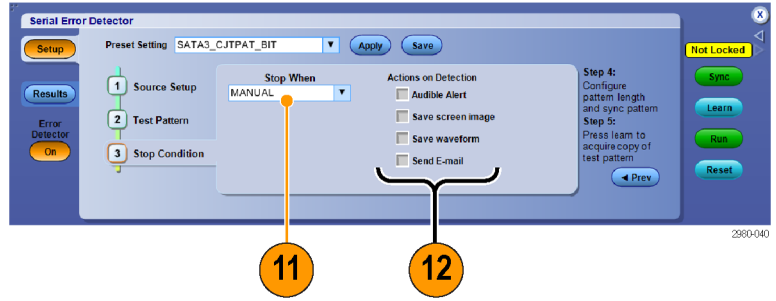 Serial Error Detector
X
Setup
Preset Setting SATA3_CJTPAT_BIT Apply Save
Not Locked
Results
Error
Detector
On
1 Source Setup
2 Test Pattern
3 Stop Condition
Stop When
MANUAL
Actions on Detection
Audible Alert
Save screen image
Save waveform
Send E-mail
Step 4:
Configure
pattern length
and sync pattern
Step 5:
Press learn to
acquire copy of
test pattern
Prev
Sync
Learn
Run
Reset
2980-040
11
12